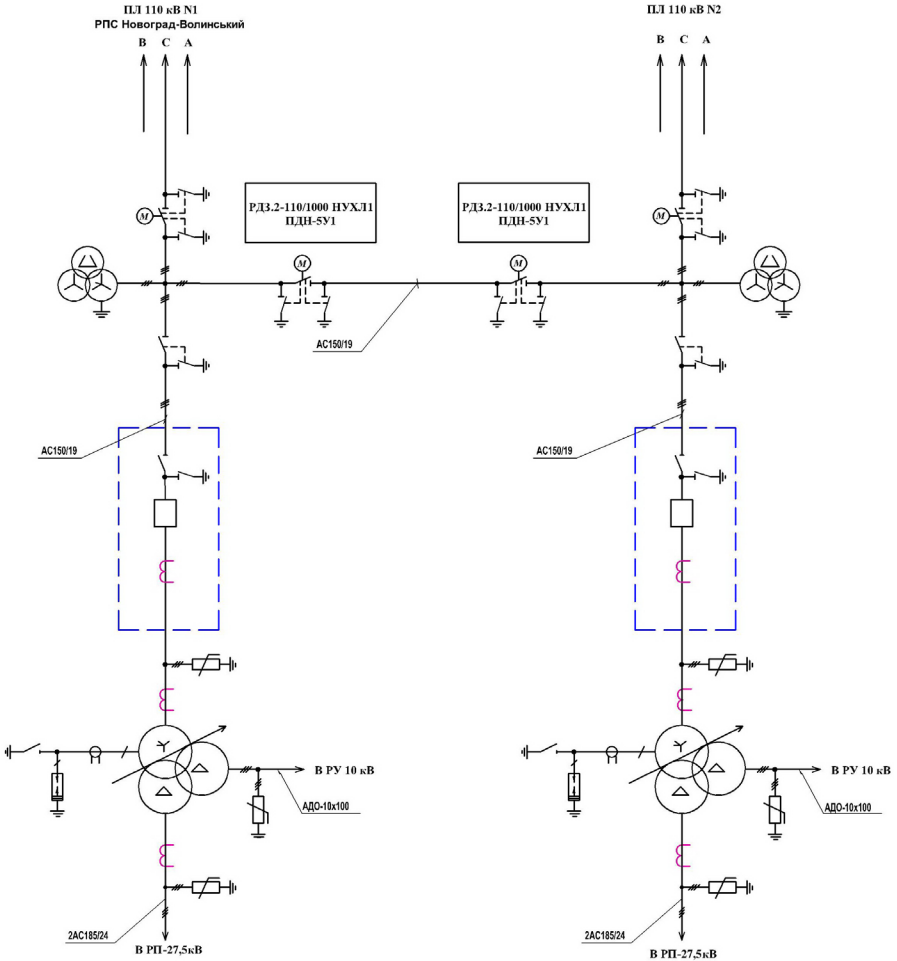 ПЛ 110 кВ N1
РПС Новоград-Волинський
В С А
ПЛ 110 кВ N2
В С А
РДЗ.2-110/1000 НУХЛ1
ПДН-5У1
РДЗ.2-110/1000 НУХЛ1
ПДН-5У1
М
М
М
М
АС150/19
АС150/19
АС150/19
В РУ 10 кВ
АДО-10х100
В РУ 10 кВ
АДО-10х100
2АС185/24
В РП-27,5кВ
2АС185/24
В РП-27,5кВ